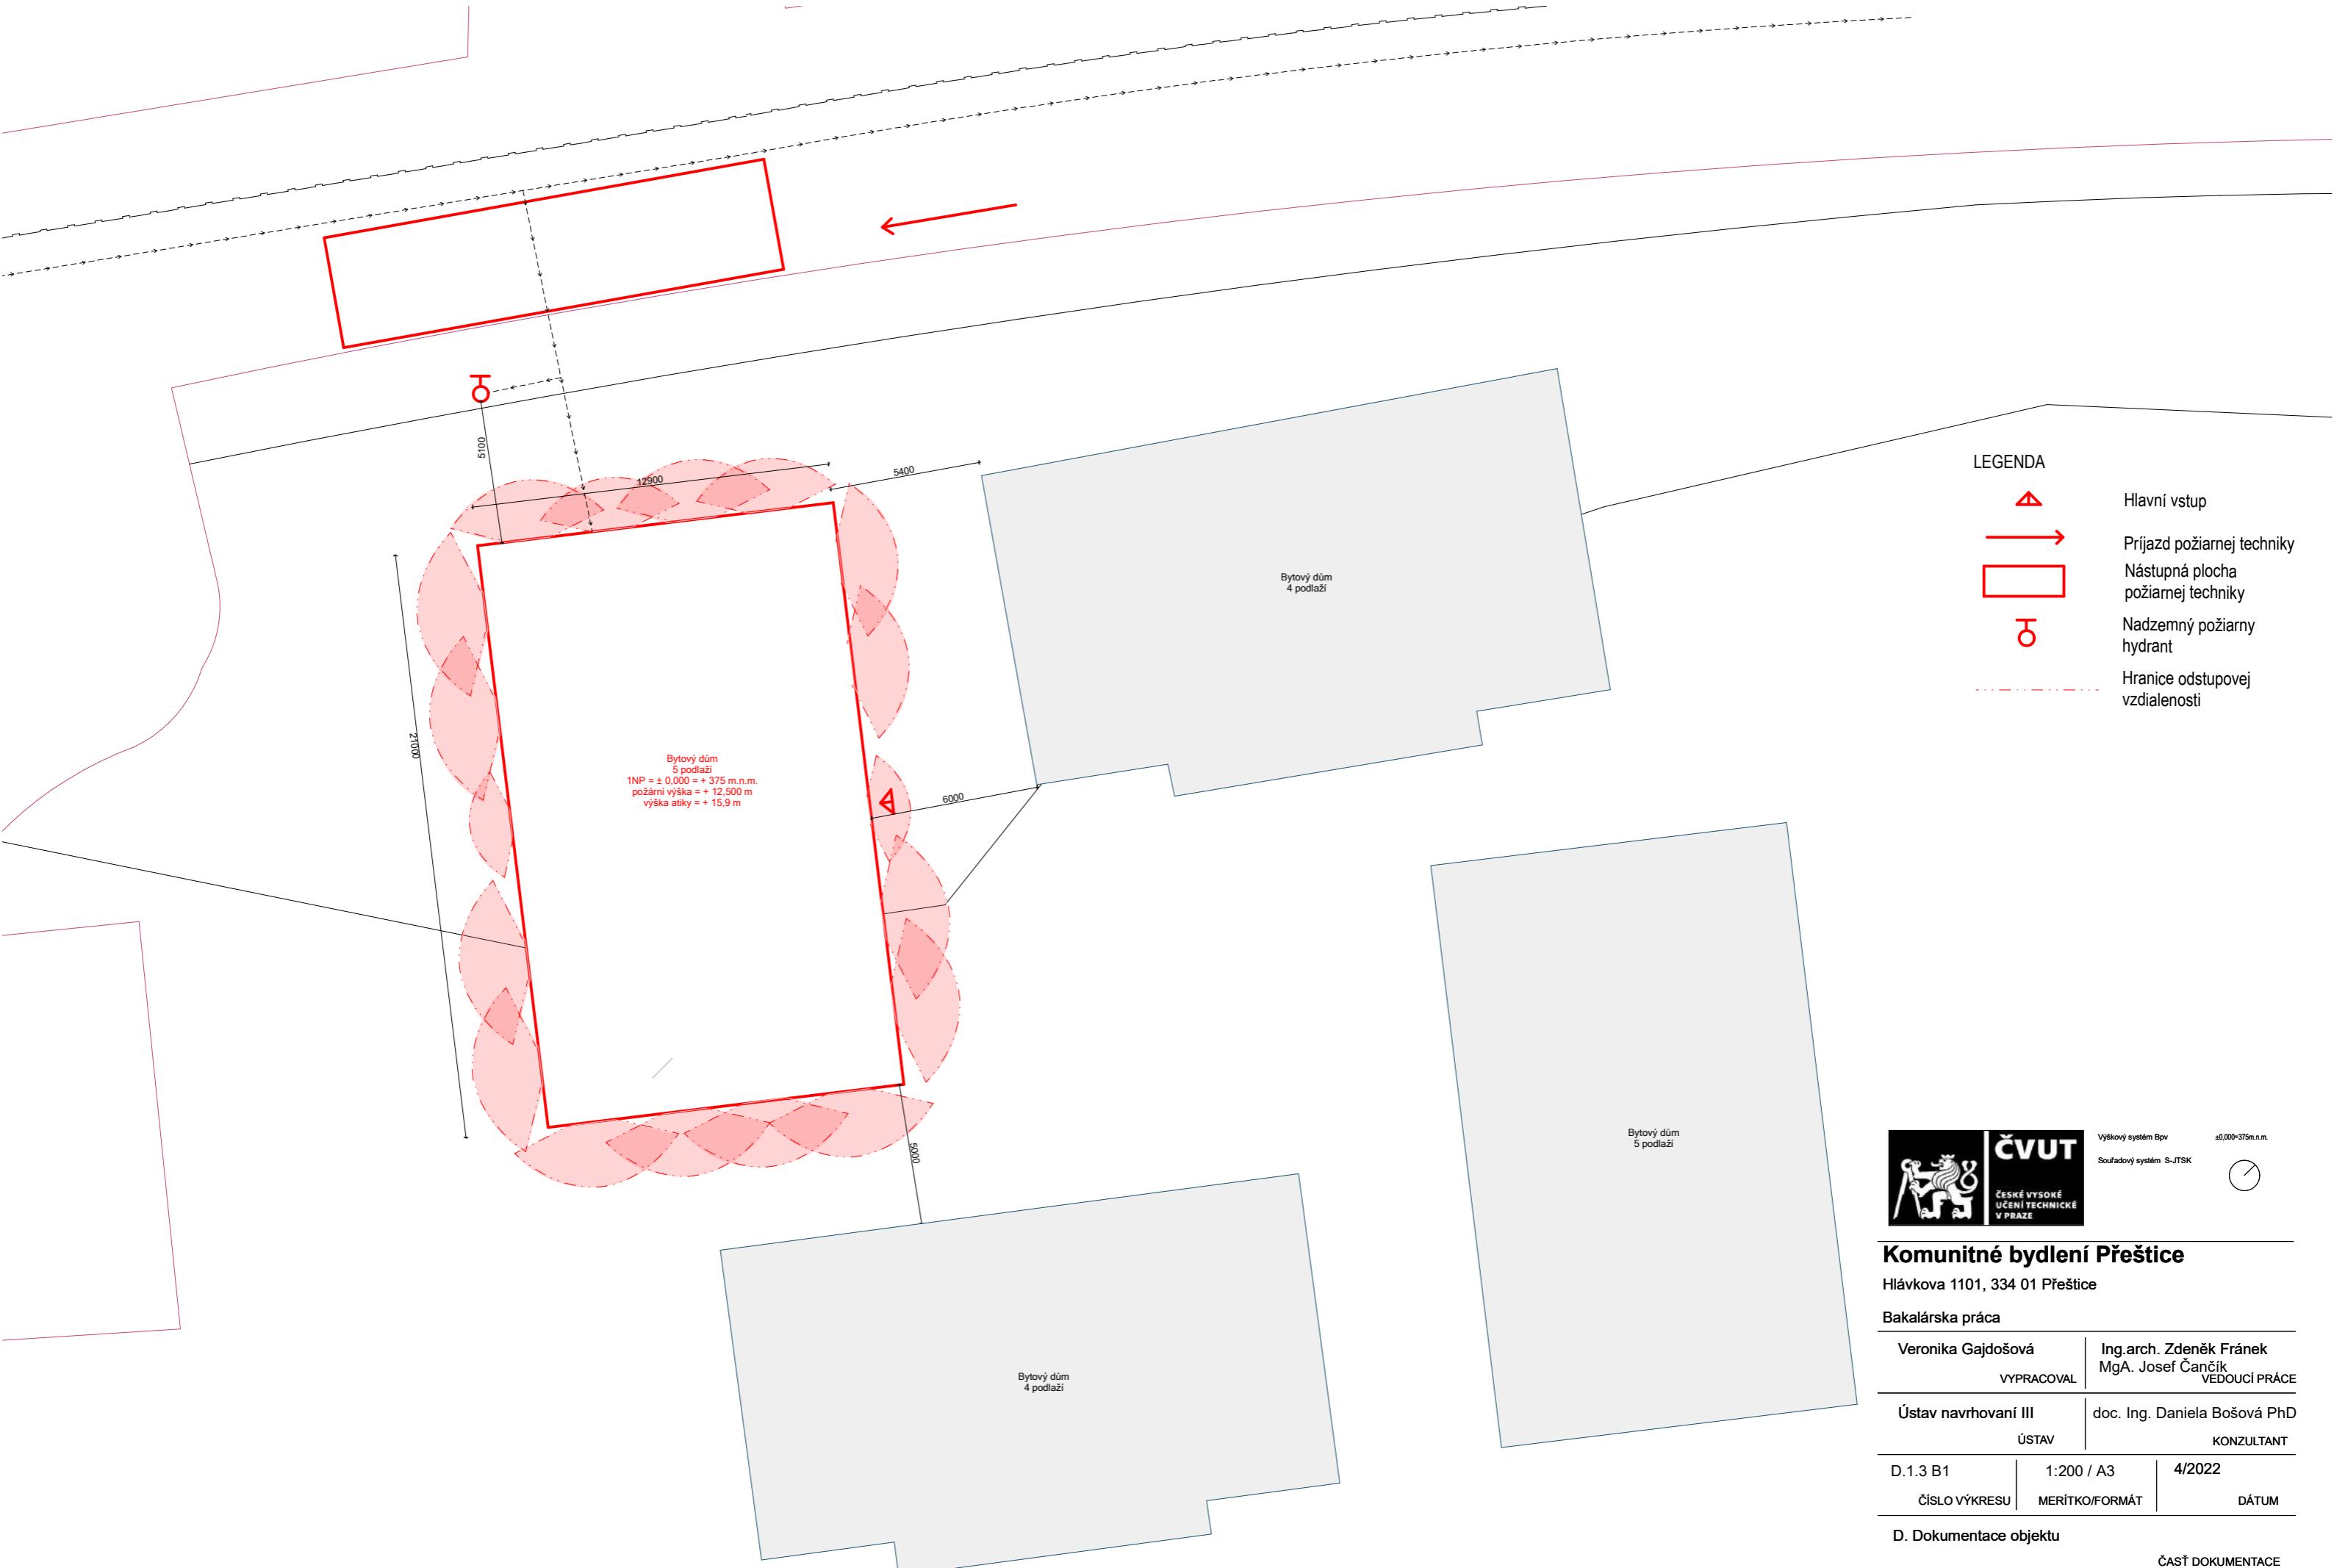 5100
12900
5400
21000
6000
5000
Bytový dům
4 podlaží
Bytový dům
5 podlaží
1NP = ± 0,000 = + 375 m.n.m.
požární výška = + 12,500 m
výška atiky = + 15,9 m
Bytový dům
5 podlaží
Bytový dům
4 podlaží
LEGENDA
Hlavní vstup
Príjazd požiarnej techniky
Nástupná plocha
požiarnej techniky
Nadzemný požiarny
hydrant
Hranice odstupovej
vzdialenosti
ČVUT
ČESKÉ VYSOKÉ
UČENÍ TECHNICKÉ
V PRAZE
Výškový systém Bpv ±0,000=375m.n.m.
Souřadový systém S-JTSK
Komunitné bydlení Přeštice
Hlávkova 1101, 334 01 Přeštice
Bakalárska práca
Veronika Gajdošová
VYPRACOVAL
Ing.arch. Zdeněk Fránek
MgA. Josef Čančík
VEDOUCÍ PRÁCE
Ústav navrhovaní III
ÚSTAV
doc. Ing. Daniela Bošová PhD
KONZULTANT
D.1.3 B1
ČÍSLO VÝKRESU
1:200 / A3
MERÍTKO/FORMÁT
4/2022
DÁTUM
D. Dokumentace objektu
ČASŤ DOKUMENTACE